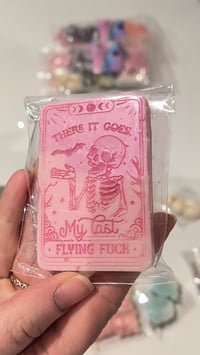 THERE IT GOES
My last
FLYING FUCK